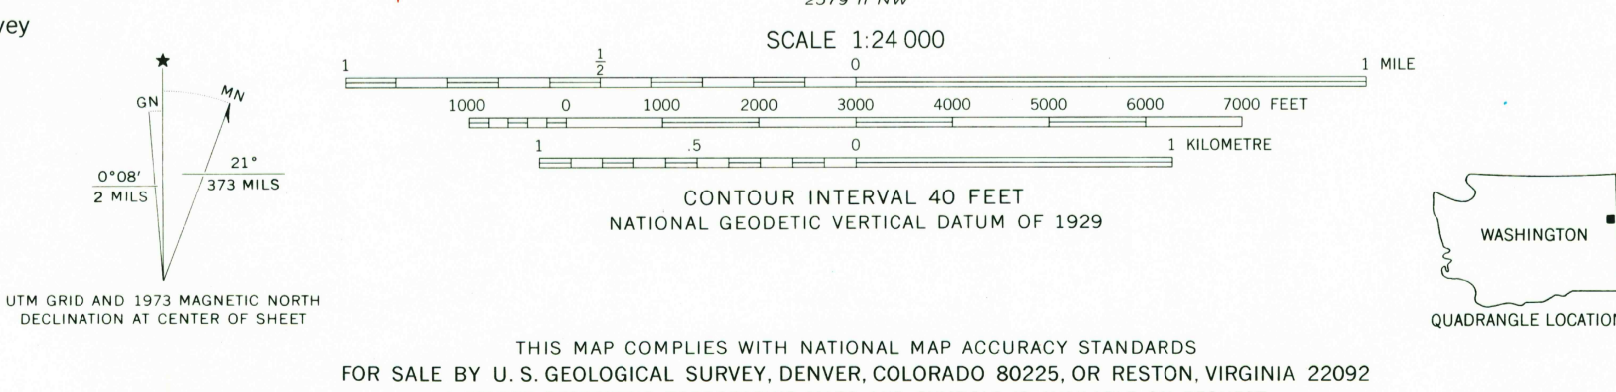 vey
SCALE 1:24 000
1 1/2 0 1 MILE
1000 0 1000 2000 3000 4000 5000 6000 7000 FEET
1 .5 0 1 KILOMETRE
CONTOUR INTERVAL 40 FEET
NATIONAL GEODETIC VERTICAL DATUM OF 1929
★
GN
MN
0°08'
2 MILS
21°
373 MILS
UTM GRID AND 1973 MAGNETIC NORTH
DECLINATION AT CENTER OF SHEET
WASHINGTON
QUADRANGLE LOCATION
THIS MAP COMPLIES WITH NATIONAL MAP ACCURACY STANDARDS
FOR SALE BY U. S. GEOLOGICAL SURVEY, DENVER, COLORADO 80225, OR RESTON, VIRGINIA 22092